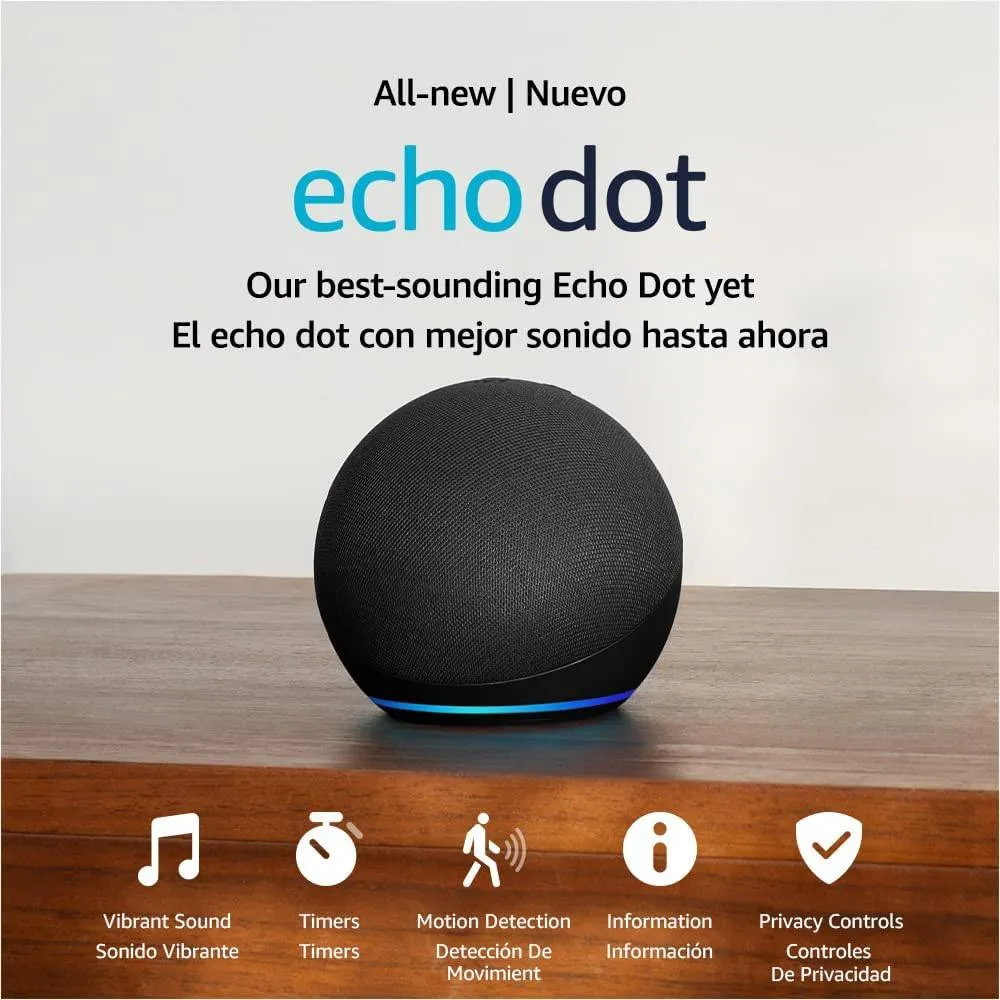 All-new | Nuevo
echo dot
Our best-sounding Echo Dot yet
El echo dot con mejor sonido hasta ahora
Vibrant Sound
Sonido Vibrante
Timers
Timers
Motion Detection
Detección De
Movimient
Information
Información
Privacy Controls
Controles
De Privacidad